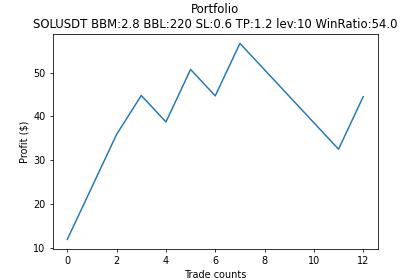 Portfolio
SOLUSDT BBM:2.8 BBL:220 SL:0.6 TP:1.2 lev:10 WinRatio:54.0
Profit ($)
50
40
30
20
10
0 2 4 6 8 10 12
Trade counts